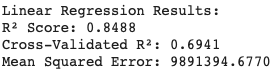 Linear Regression Results:
R² Score: 0.8488
Cross-Validated R²: 0.6941
Mean Squared Error: 9891394.6770